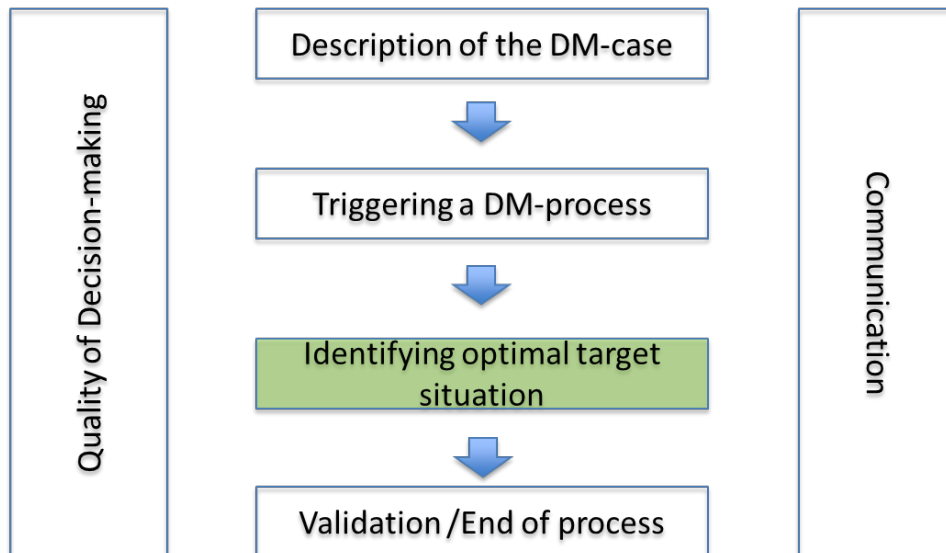 Quality of Decision-making
Description of the DM-case
Triggering a DM-process
Identifying optimal target
situation
Validation /End of process
Communication